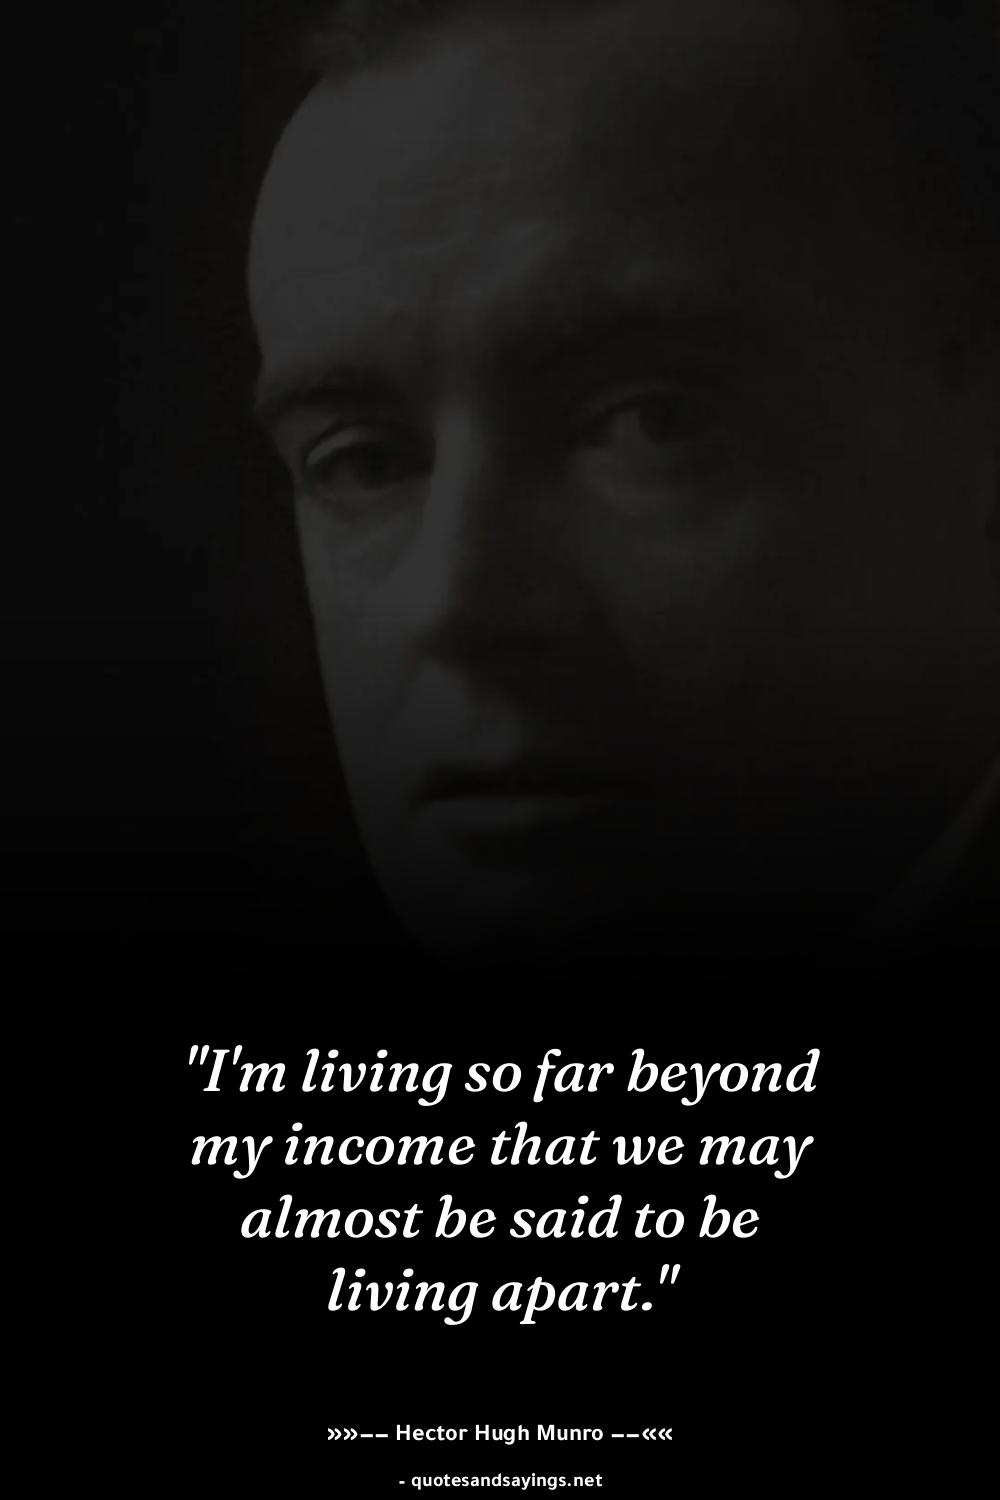 "I'm living so far beyond
my income that we may
almost be said to be
living apart."
»»−− Hector Hugh Munro −−««
- quotesandsayings.net